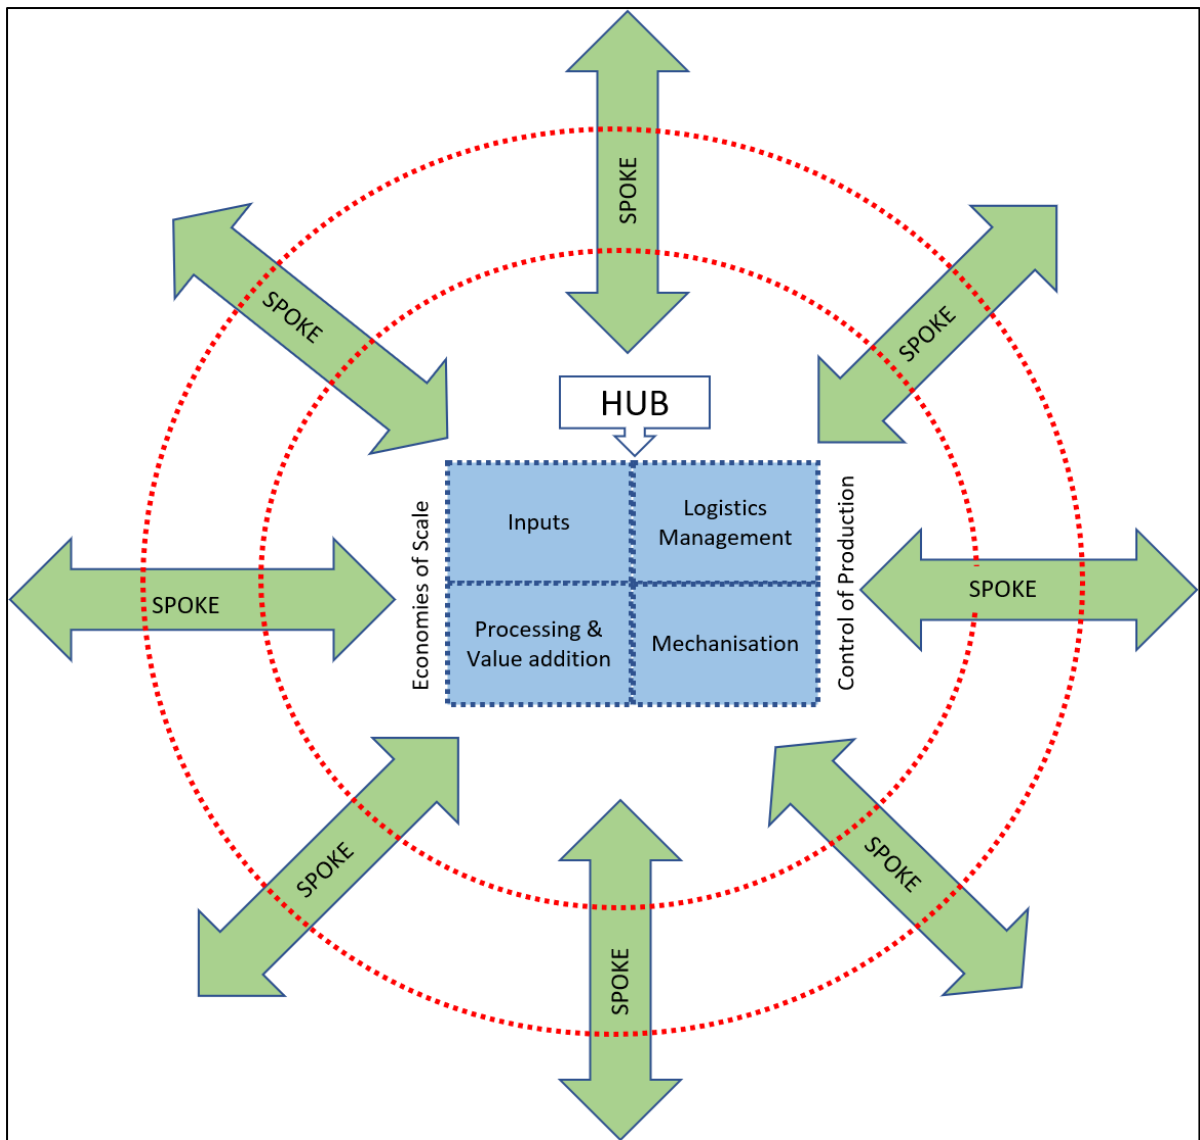 SPOKE
SPOKE
SPOKE
HUB
Economies of Scale
Inputs
Logistics
Management
Control of Production
SPOKE
SPOKE
Processing &
Value addition
Mechanisation
SPOKE
SPOKE
SPOKE